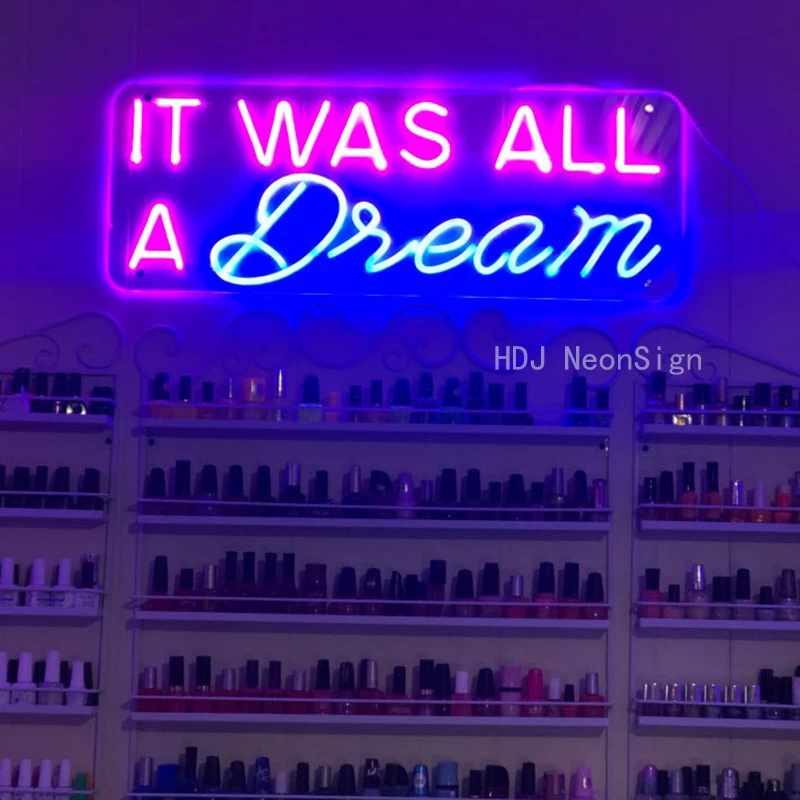 IT WAS ALL
A Dream
HDJ NeonSign